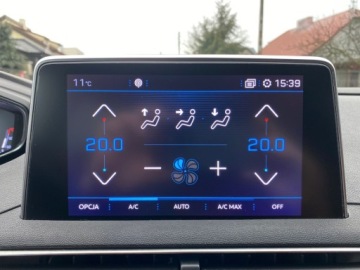 11°C 15:39
20.0 20.0
OPCJA A/C AUTO A/C MAX OFF